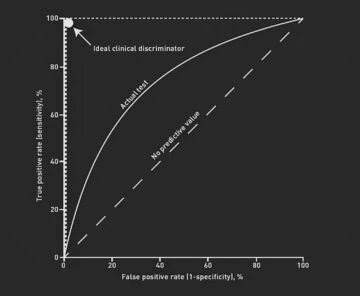 100
80
60
40
20
0
True positive rate (sensitivity), %
Ideal clinical discriminator
Actual test
No predictive value
0
20
40
60
80
100
False positive rate (1-specificity), %